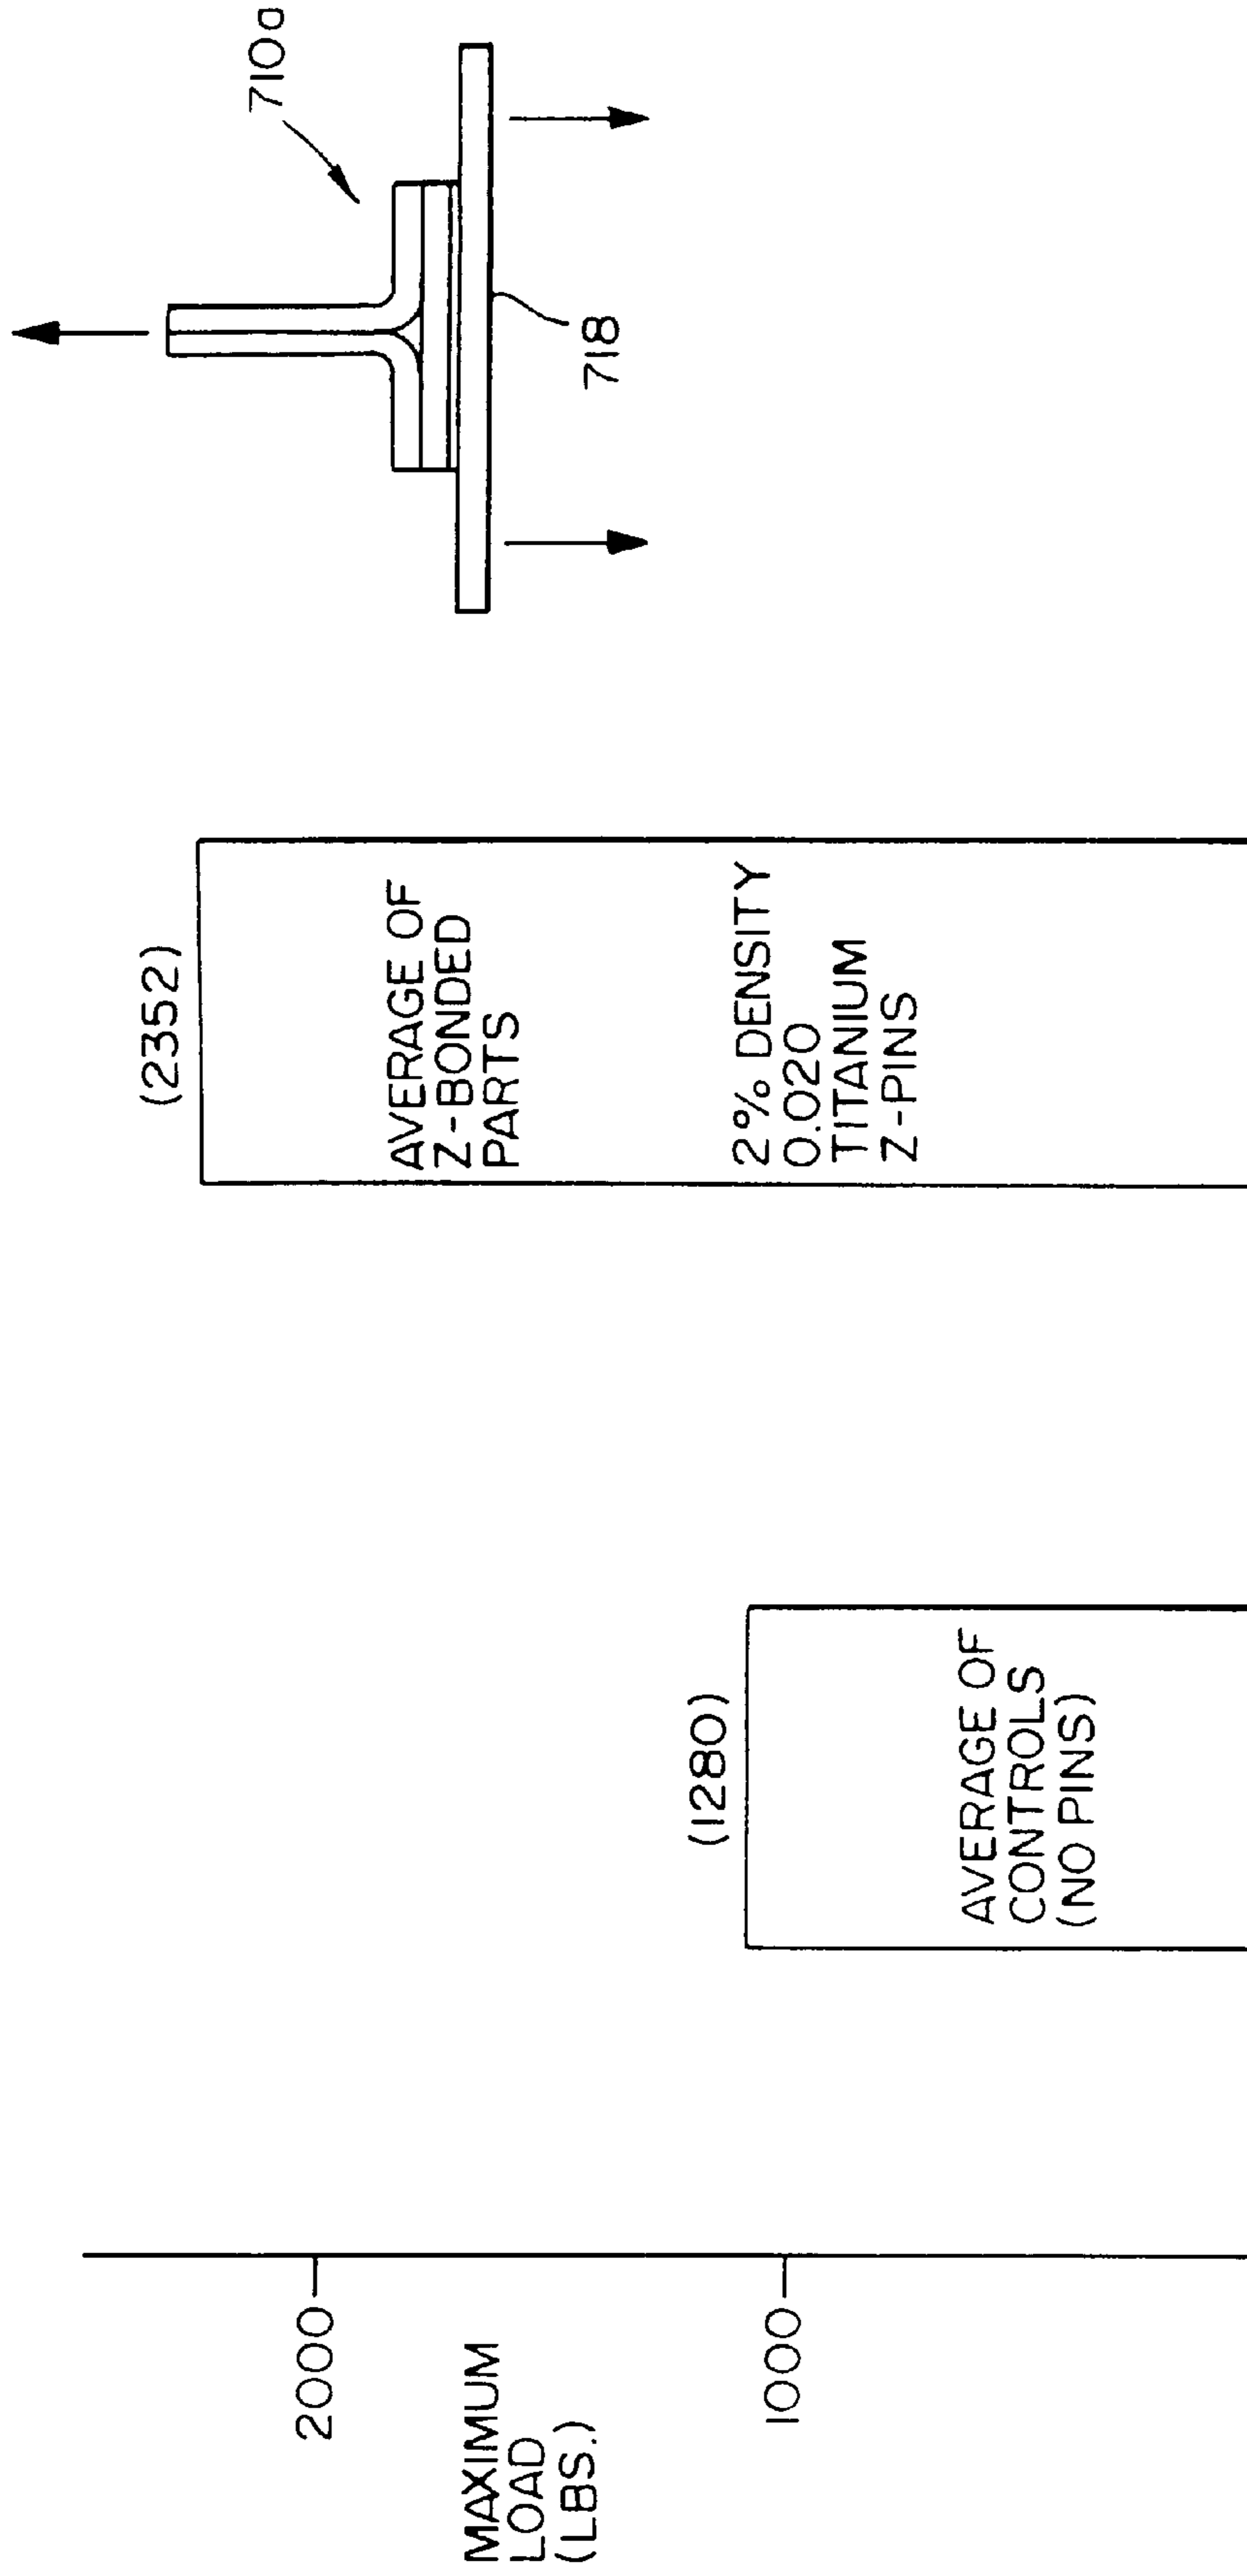 2000
MAXIMUM
LOAD
(LBS.)
1000
(1280)
AVERAGE OF
CONTROLS
(NO PINS)
(2352)
AVERAGE OF
Z-BONDED
PARTS
2% DENSITY
0.020
TITANIUM
Z-PINS
710a
718